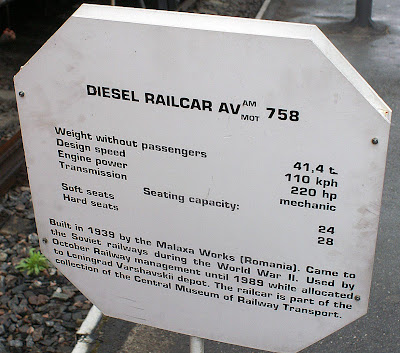 DIESEL RAILCAR AV AM MOT 758
Weight without passengers 41,4 t
Design speed 110 kph
Engine power 220 hp
Transmission mechanic
Seating capacity:
Soft seats 24
Hard seats 28
Built in 1939 by the Malaxa Works (Romania). Came to
the Soviet railways during the World War II. Used by
October Railway management until 1989 while allocated
to Leningrad Varshavskii depot. The railcar is part of the
collection of the Central Museum of Railway Transport.